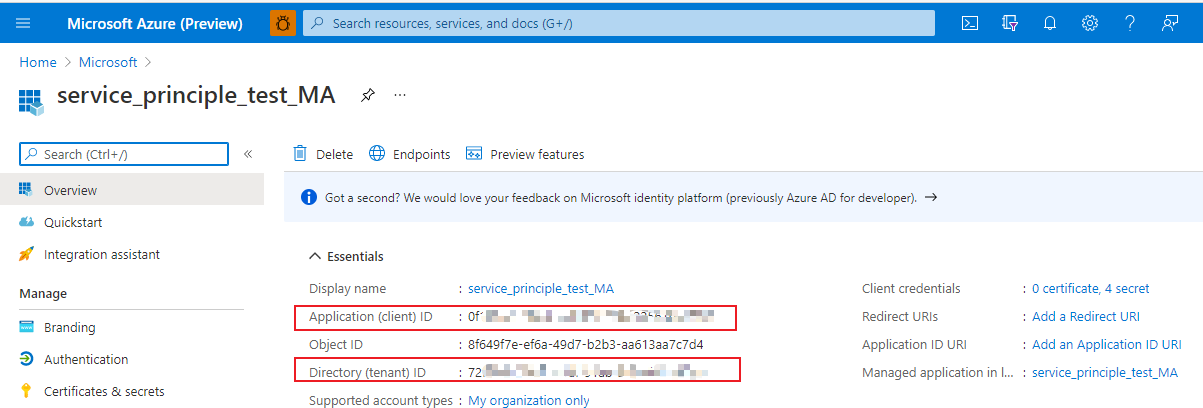 Microsoft Azure (Preview)
Search resources, services, and docs (G+/)
Home > Microsoft >
service_principle_test_MA
Search (Ctrl+/)
«
Delete
Endpoints
Preview features
Overview
Quickstart
Integration assistant
Manage
Branding
Authentication
Certificates & secrets
Got a second? We would love your feedback on Microsoft identity platform (previously Azure AD for developer). →
Essentials
Display name : service_principle_test_MA
Application (client) ID :
Object ID : 8f649f7e-ef6a-49d7-b2b3-aa613aa7c7d4
Directory (tenant) ID :
Supported account types : My organization only
Client credentials : 0 certificate, 4 secret
Redirect URIs : Add a Redirect URI
Application ID URI : Add an Application ID URI
Managed application in l... : service_principle_test_MA